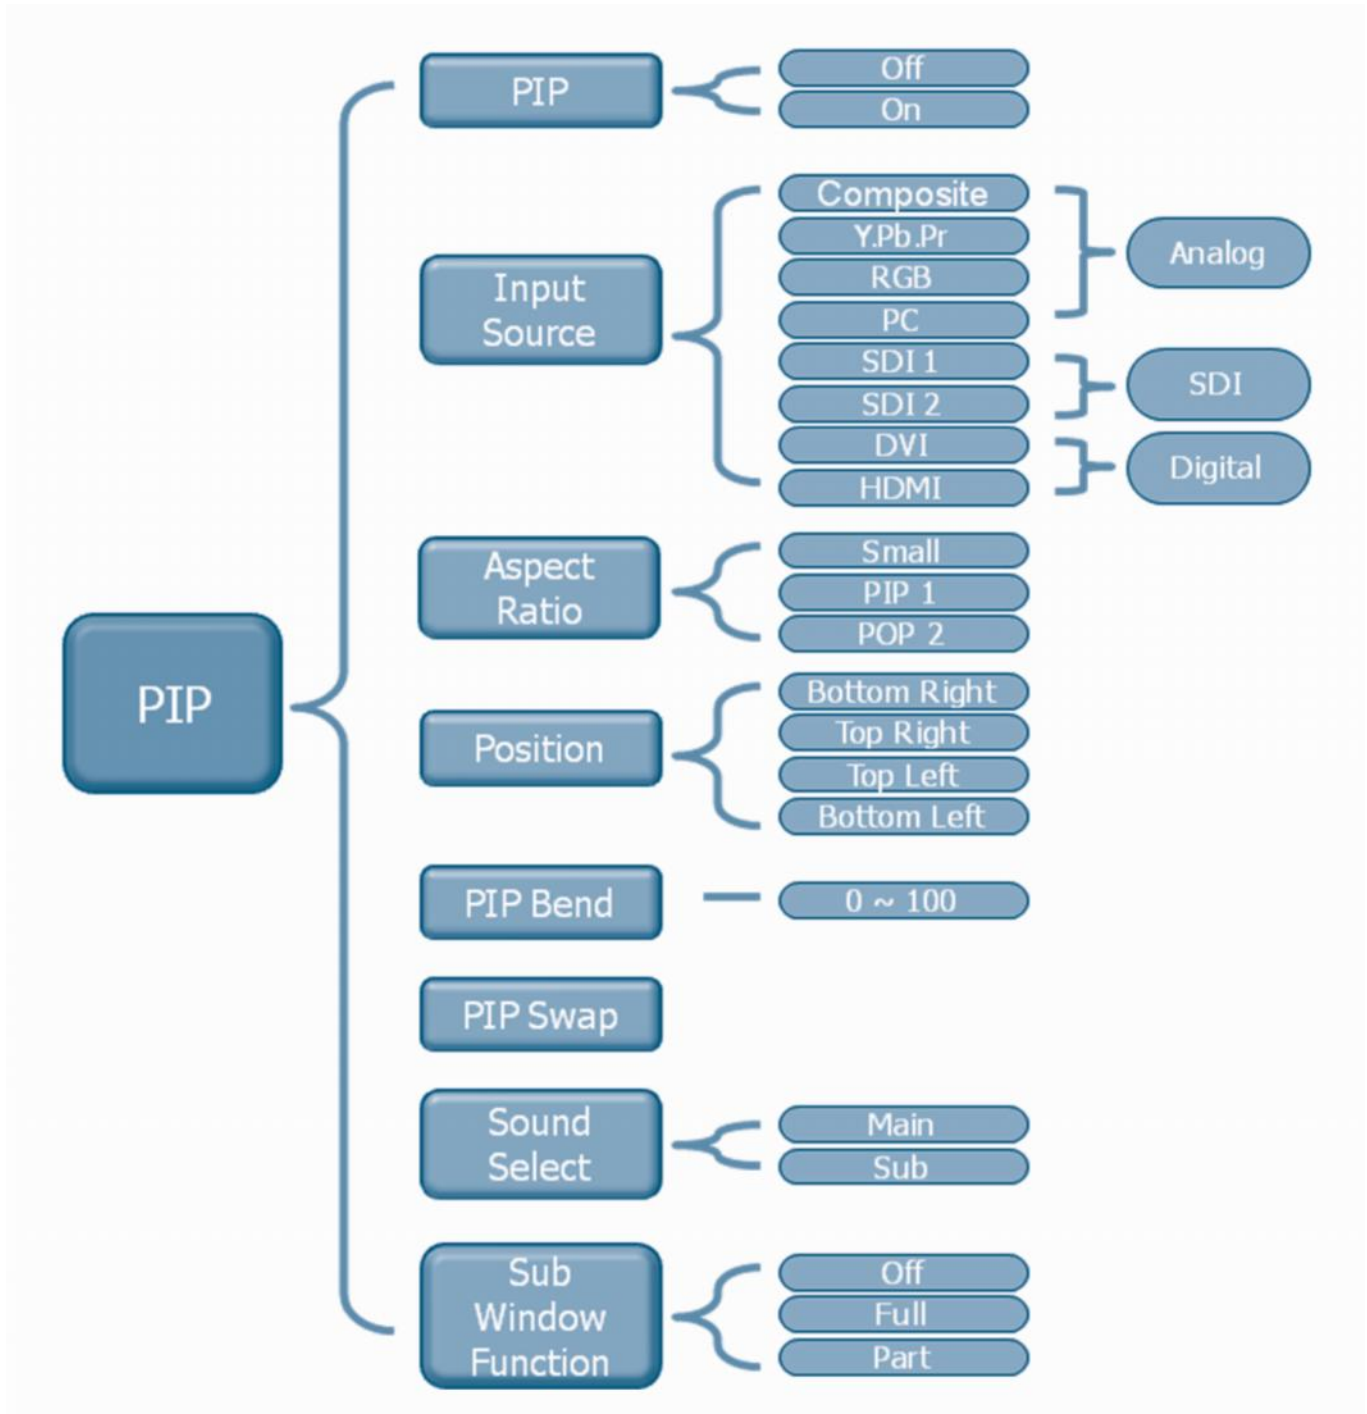 PIP
PIP
Off
On
Input
Source
Composite
Y.Pb.Pr
RGB
PC
SDI 1
SDI 2
DVI
HDMI
Analog
SDI
Digital
Aspect
Ratio
Small
PIP 1
POP 2
Position
Bottom Right
Top Right
Top Left
Bottom Left
PIP Bend
0 ~ 100
PIP Swap
Sound
Select
Main
Sub
Sub
Window
Function
Off
Full
Part